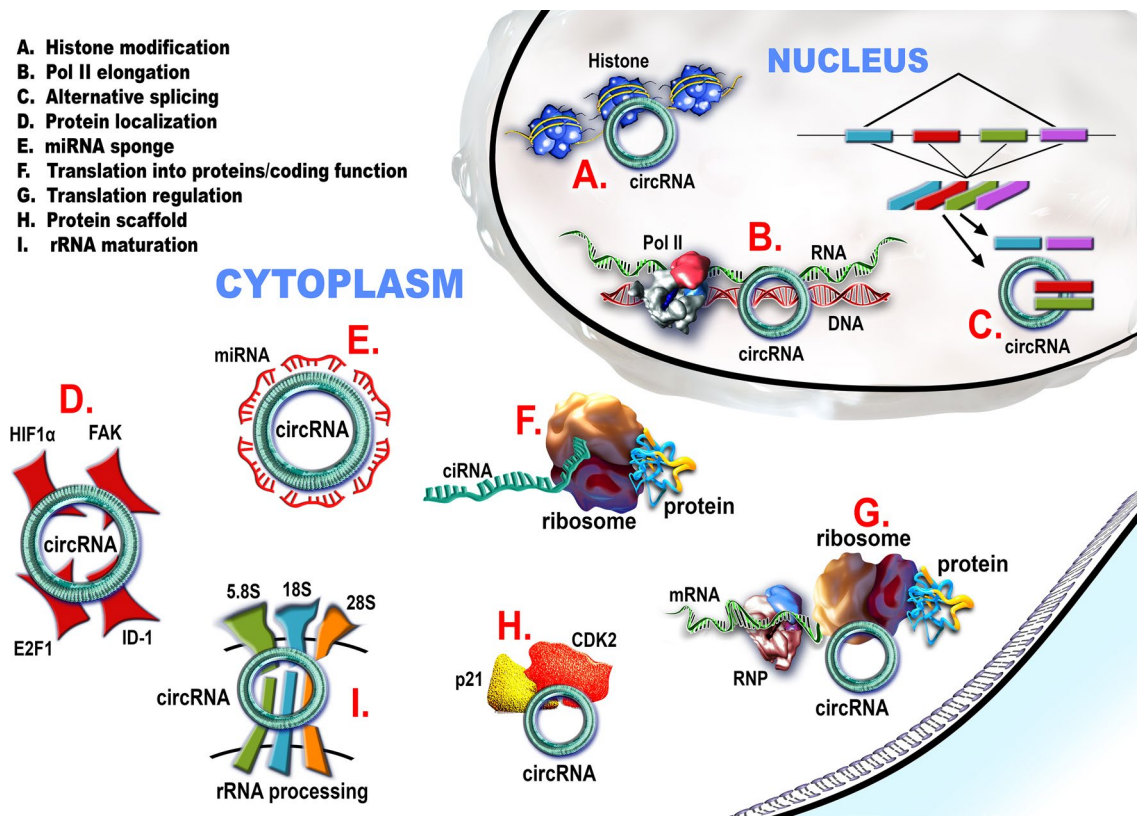 A. Histone modification
B. Pol II elongation
C. Alternative splicing
D. Protein localization
E. miRNA sponge
F. Translation into proteins/coding function
G. Translation regulation
H. Protein scaffold
I. rRNA maturation
NUCLEUS
Histone
A.
circRNA
Pol II
B.
RNA
DNA
circRNA
C.
circRNA
CYTOPLASM
miRNA
E.
circRNA
D.
HIF1α
FAK
circRNA
E2F1
ID-1
F.
ciRNA
ribosome
protein
G.
ribosome
protein
mRNA
RNP
circRNA
5.8S
18S
28S
circRNA
I.
rRNA processing
H.
CDK2
p21
circRNA